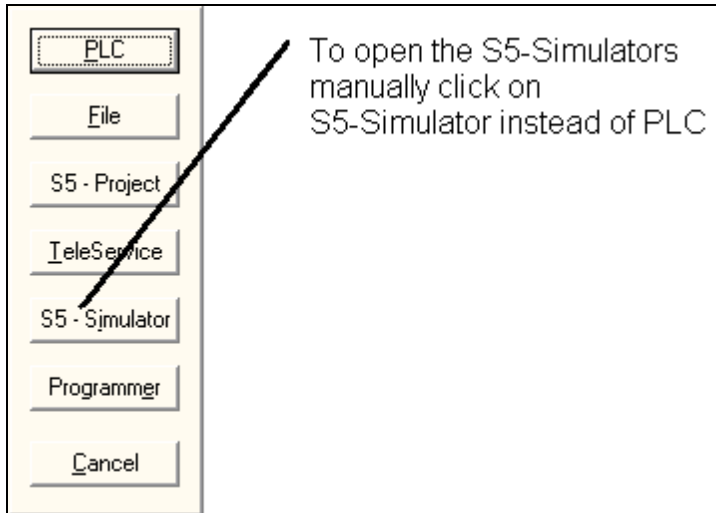 PLC
File
S5 - Project
TeleService
S5 - Simulator
Programmer
Cancel
To open the S5-Simulators
manually click on
S5-Simulator instead of PLC